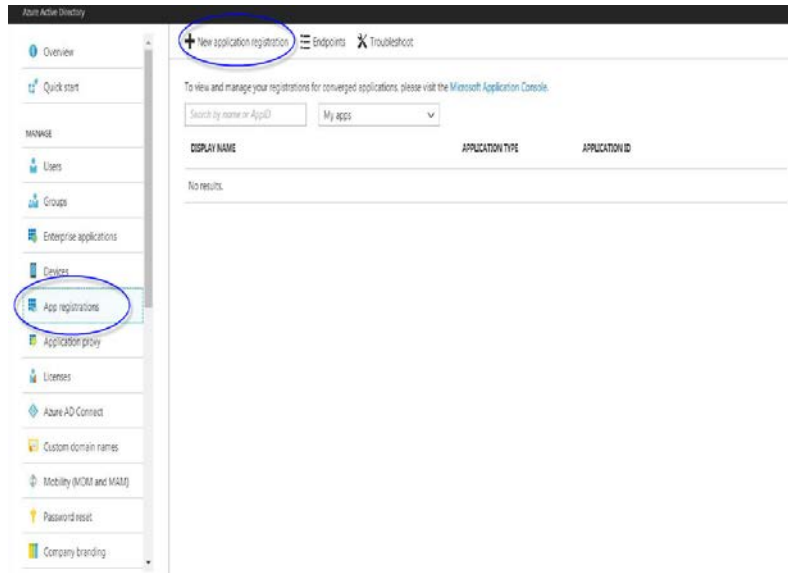 Azure Active Directory
Overview
Quick start
MANAGE
Users
Groups
Enterprise applications
Devices
App registrations
Application proxy
Licenses
Azure AD Connect
Custom domain names
Mobility (MDM and MAM)
Password reset
Company branding
New application registration Endpoints Troubleshoot
To view and manage your registrations for converged applications, please visit the Microsoft Application Console.
Search by name or AppID My apps
DISPLAY NAME APPLICATION TYPE APPLICATION ID
No results.